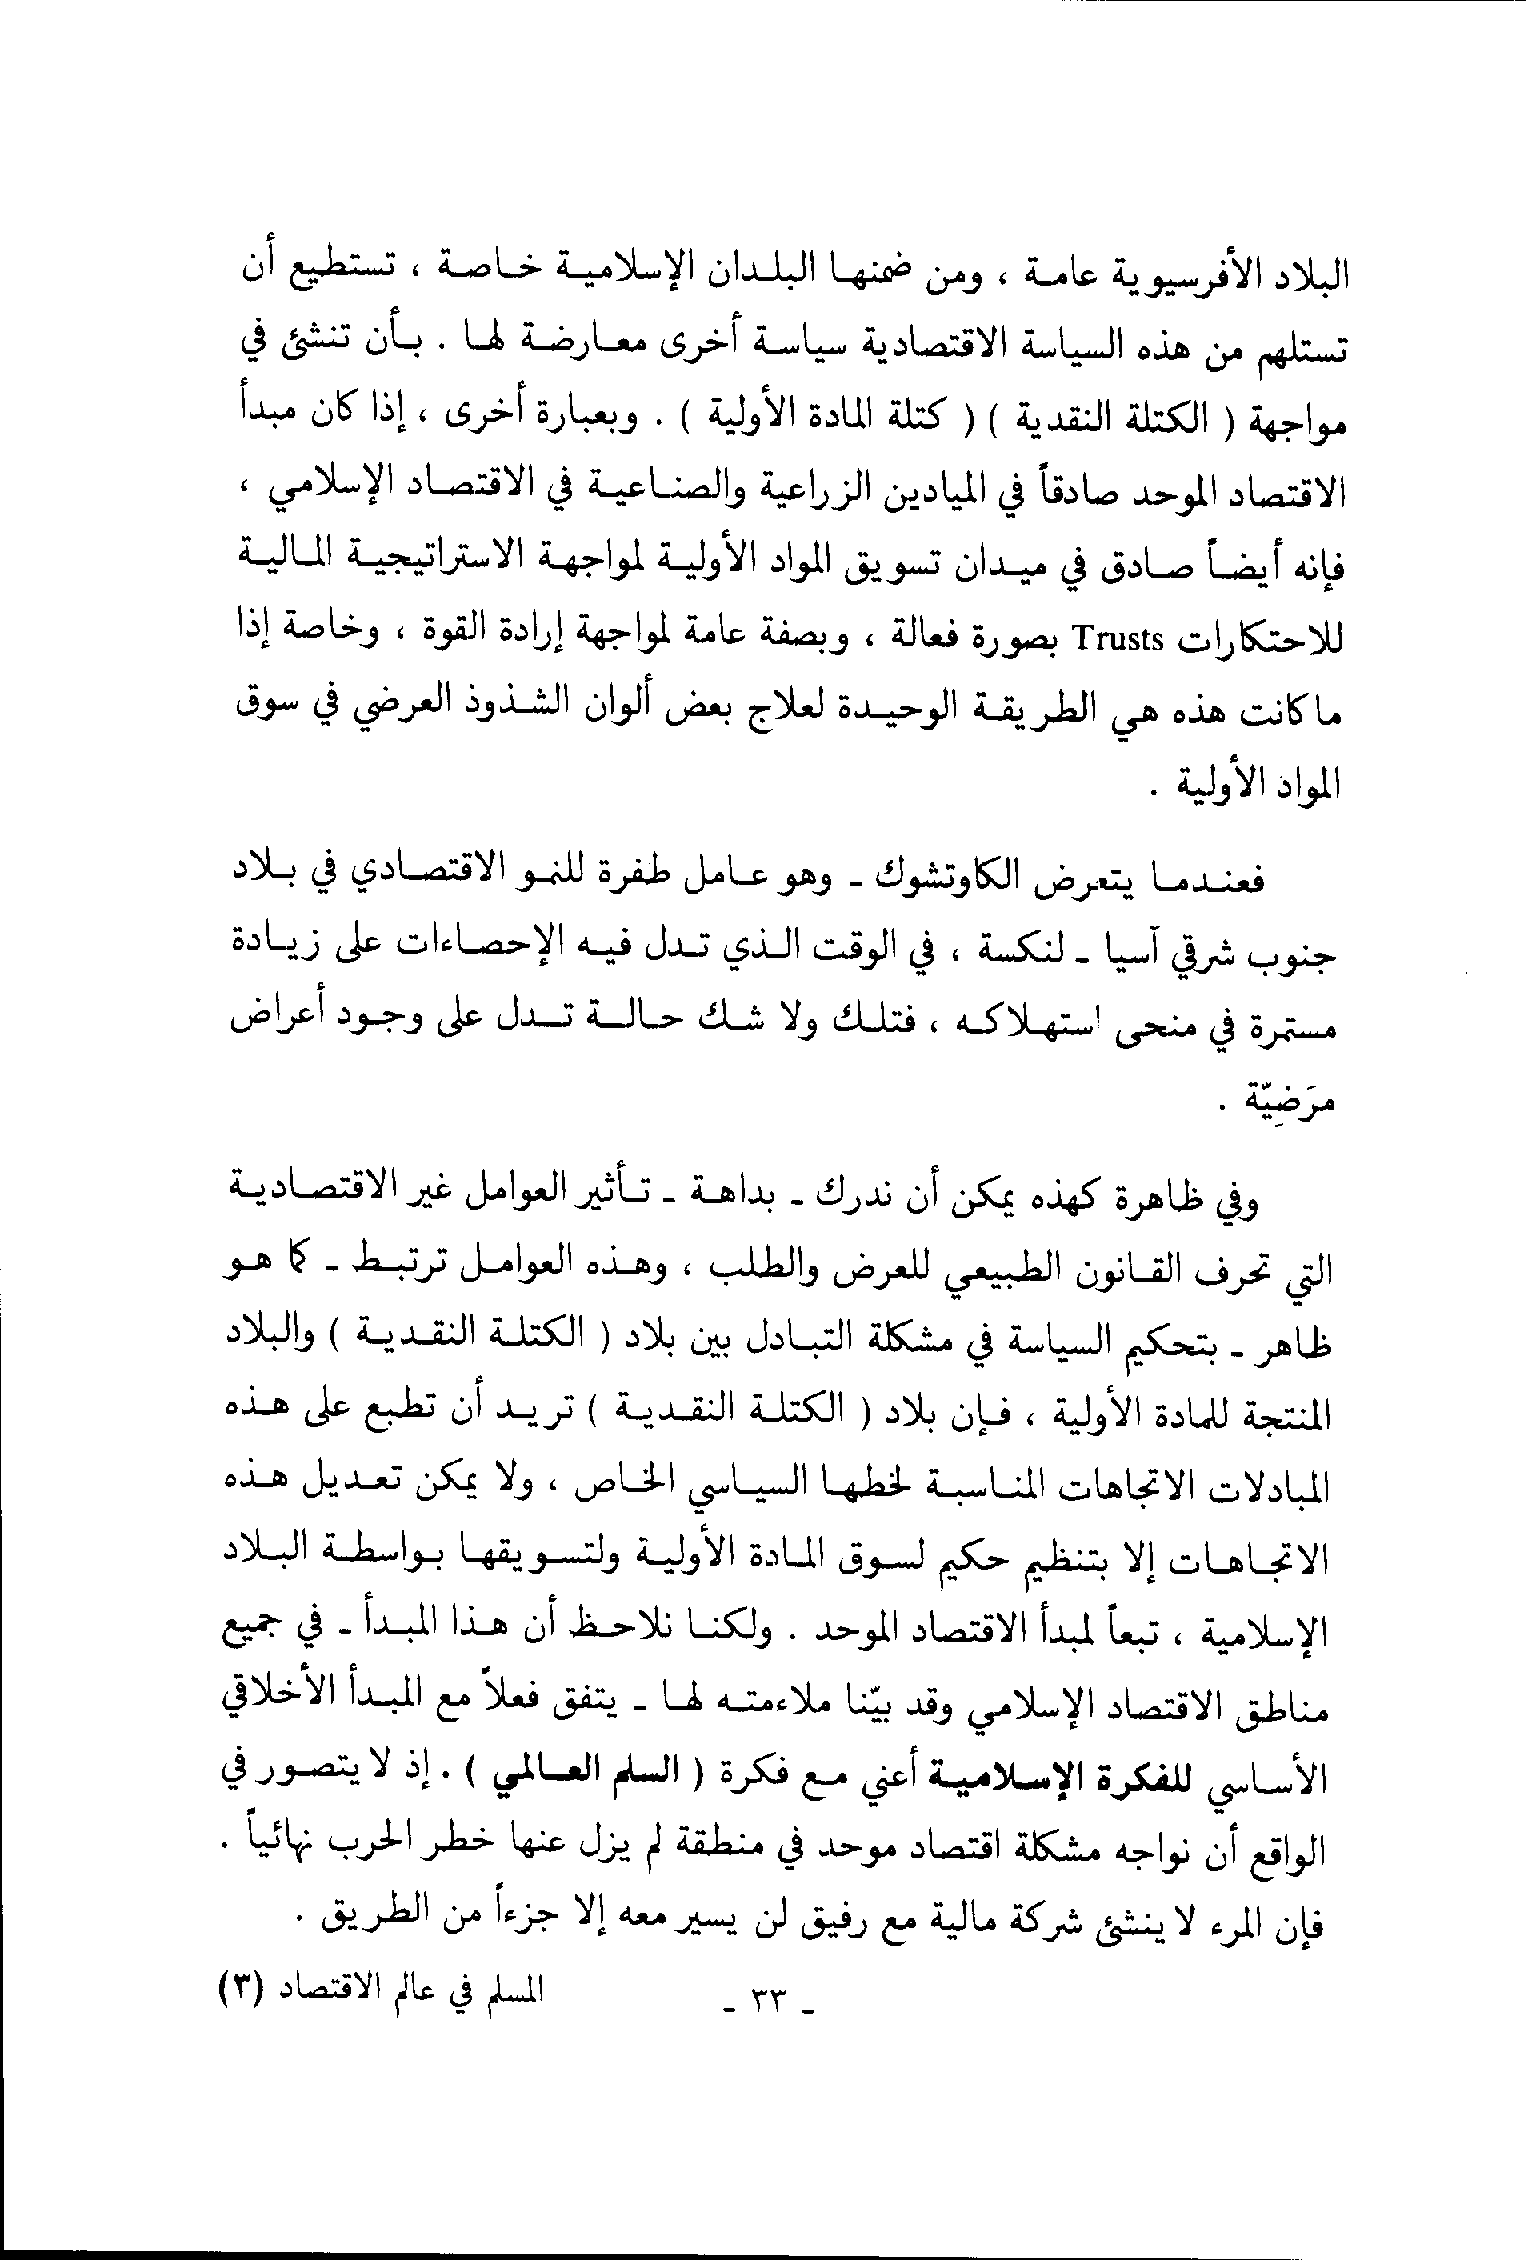 البلاد الأفرسيوية عامة ، ومن ضمنها البلدان الإسلامية خاصة ، تستطيع أن
تستلهم من هذه السياسة الاقتصادية سياسة أخرى معارضة لها . بأن تنشئ في
مواجهة ( الكتلة النقدية ) ( كتلة المادة الأولية ) . وبعبارة أخرى ، إذا كان مبدأ
الاقتصاد الموحد صادقاً في الميادين الزراعية والصناعية في الاقتصاد الإسلامي ،
فإنه أيضاً صادق في ميدان تسويق المواد الأولية لمواجهة الاستراتيجية المالية
للاحتكارات Trusts بصورة فعالة ، وبصفة عامة لمواجهة إرادة القوة ، وخاصة إذا
ما كانت هذه هي الطريقة الوحيدة لعلاج بعض ألوان الشذوذ العرضي في سوق
المواد الأولية .
فعندما يتعرض الكاوتشوك - وهو عامل طفرة للنمو الاقتصادي في بلاد
جنوب شرقي آسيا - لنكسة ، في الوقت الذي تدل فيه الإحصاءات على زيادة
مستمرة في منحى استهلاكه ، فتلك ولا شك حالة تدل على وجود أعراض
مرَضِيّة .
وفي ظاهرة كهذه يمكن أن ندرك - بداهة - تأثير العوامل غير الاقتصادية
التي تحرف القانون الطبيعي للعرض والطلب ، وهذه العوامل ترتبط - كما هو
ظاهر - بتحكيم السياسة في مشكلة التبادل بين بلاد ( الكتلة النقدية ) والبلاد
المنتجة للمادة الأولية ، فإن بلاد ( الكتلة النقدية ) تريد أن تطبع على هذه
المبادلات الاتجاهات المناسبة لخطها السياسي الخاص ، ولا يمكن تعديل هذه
الاتجاهات إلا بتنظيم حكيم لسوق المادة الأولية ولتسويقها بواسطة البلاد
الإسلامية ، تبعاً لمبدأ الاقتصاد الموحد . ولكنا نلاحظ أن هذا المبدأ - في جميع
مناطق الاقتصاد الإسلامي وقد بيّنا ملاءمته لها - يتفق فعلاً مع المبدأ الأخلاقي
الأساسي للفكرة الإسلامية أعني مع فكرة ( السلم العالمي ) . إذ لا يتصور في
الواقع أن نواجه مشكلة اقتصاد موحد في منطقة لم يزل عنها خطر الحرب نهائياً .
فإن المرء لا ينشئ شركة مالية مع رفيق لن يسير معه إلا جزءاً من الطريق .
- ٣٣ - المسلم في عالم الاقتصاد (٣)